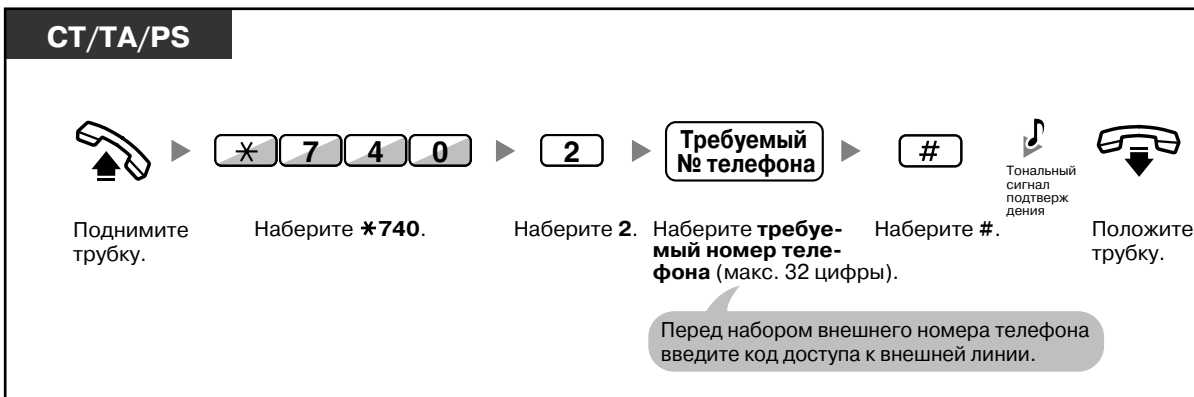 СТ/ТА/PS
✳ 7 4 0
2
Требуемый
№ телефона
#
Тональный
сигнал
подтверж
дения
Поднимите
трубку.
Наберите ✳740.
Наберите 2.
Наберите требуе-
мый номер теле-
фона (макс. 32 цифры).
Наберите #.
Положите
трубку.
Перед набором внешнего номера телефона
введите код доступа к внешней линии.